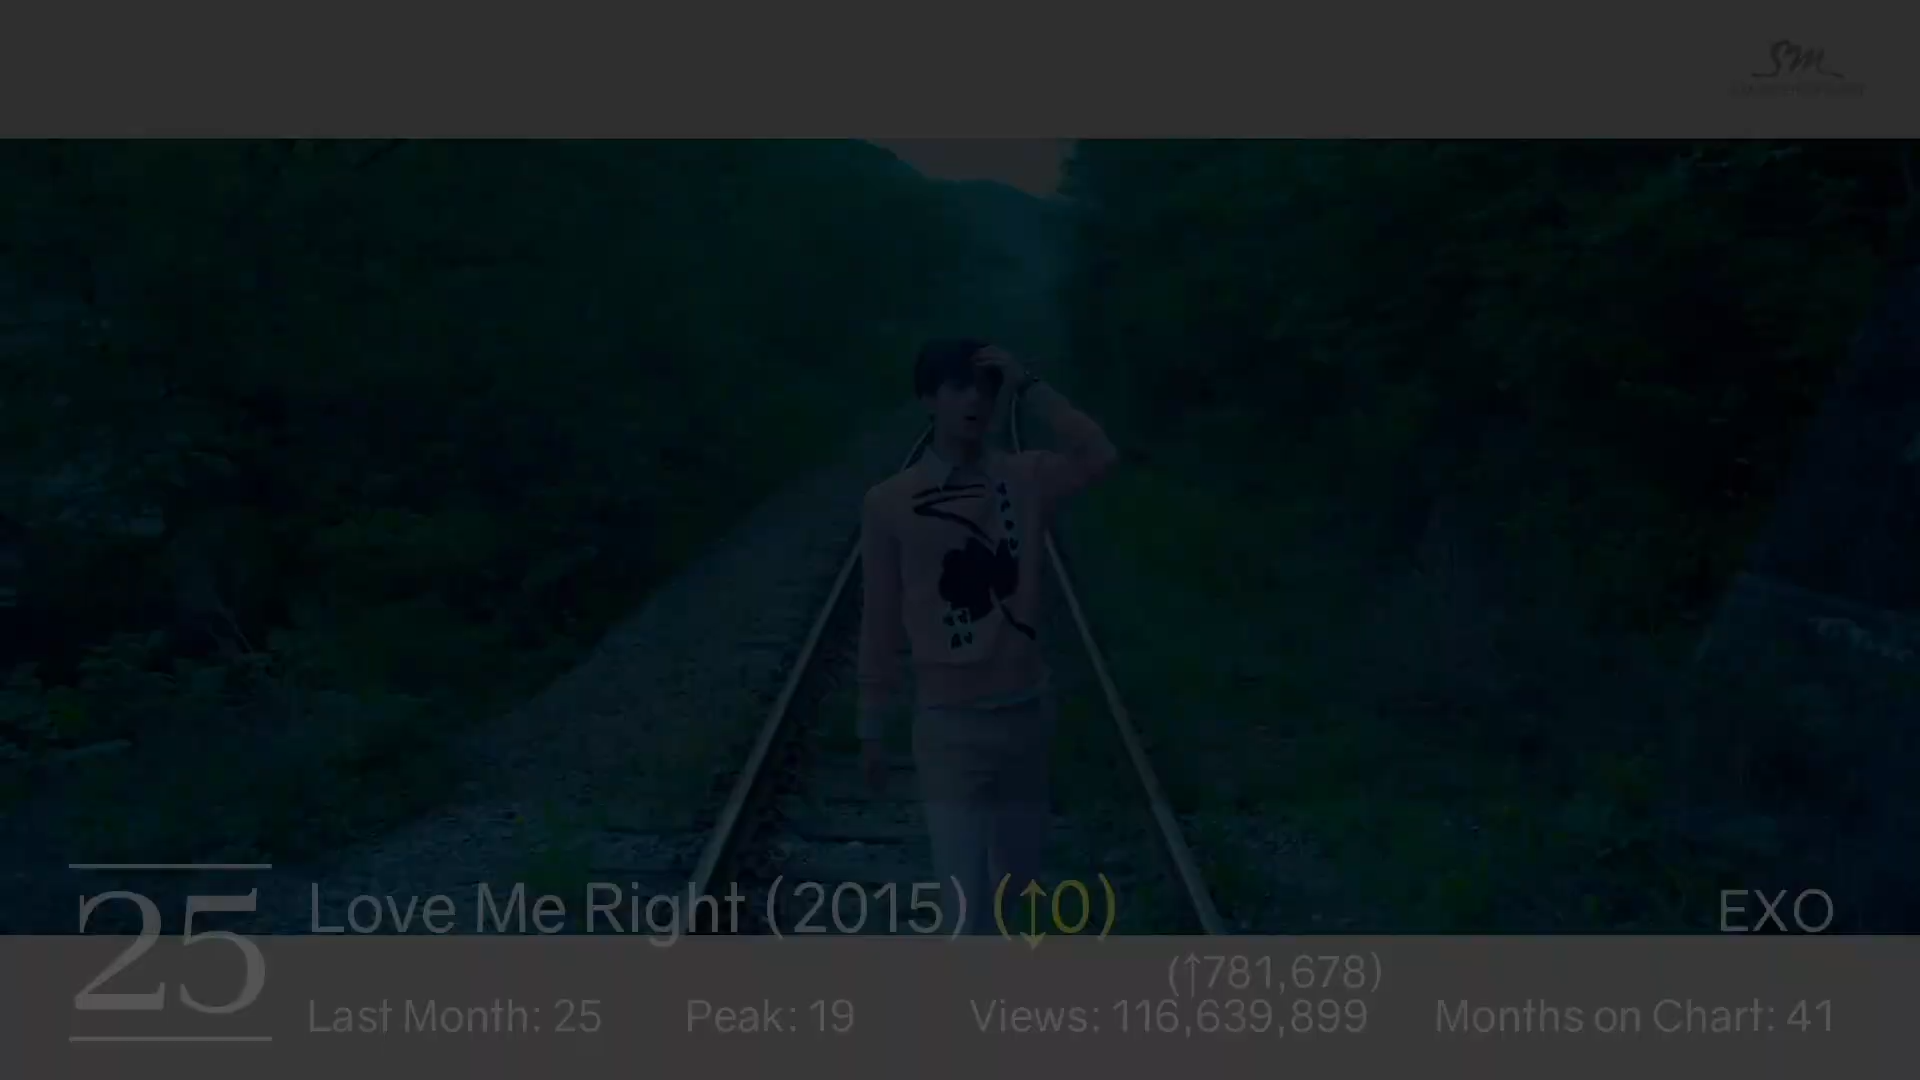 SM
25
Love Me Right (2015) (↕0)
EXO
(↑781,678)
Last Month: 25 Peak: 19 Views: 116,639,899 Months on Chart: 41